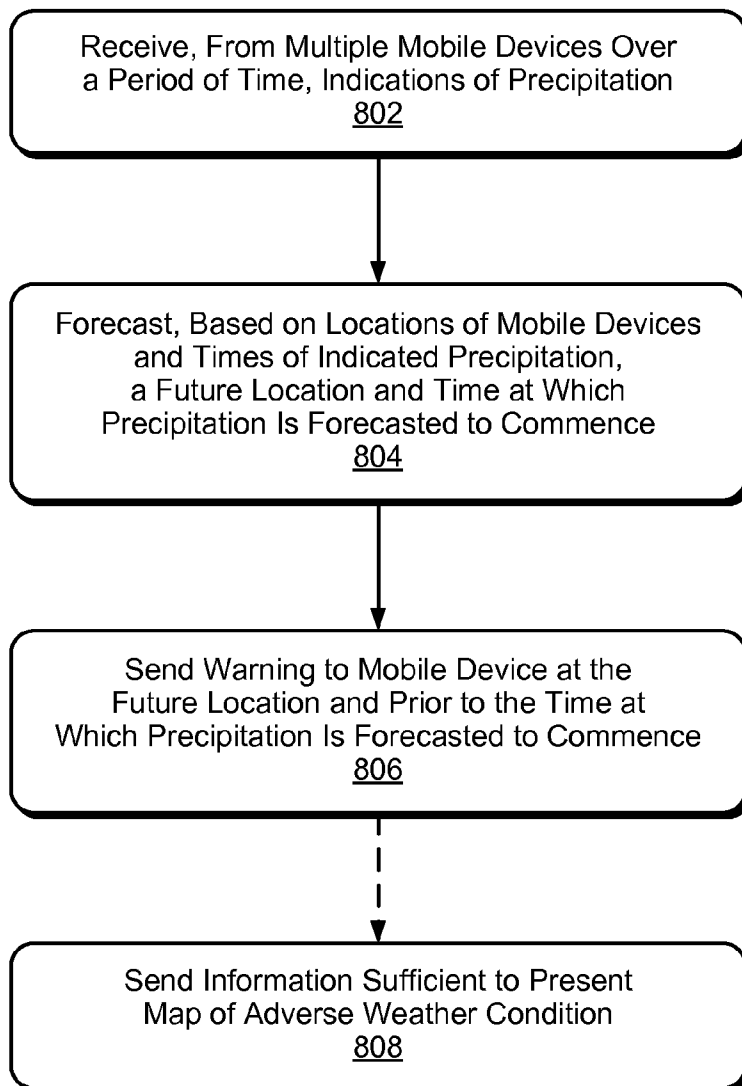 Receive, From Multiple Mobile Devices Over
a Period of Time, Indications of Precipitation
802
Forecast, Based on Locations of Mobile Devices
and Times of Indicated Precipitation,
a Future Location and Time at Which
Precipitation Is Forecasted to Commence
804
Send Warning to Mobile Device at the
Future Location and Prior to the Time at
Which Precipitation Is Forecasted to Commence
806
Send Information Sufficient to Present
Map of Adverse Weather Condition
808